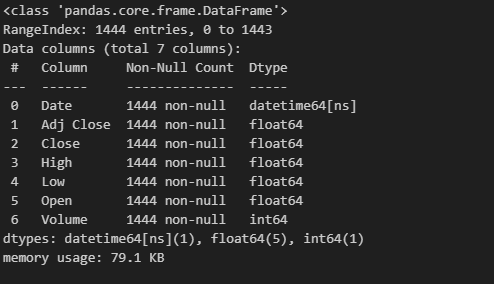 <class 'pandas.core.frame.DataFrame'>
RangeIndex: 1444 entries, 0 to 1443
Data columns (total 7 columns):
 #   Column     Non-Null Count  Dtype
---  ------     --------------  -----
 0   Date       1444 non-null   datetime64[ns]
 1   Adj Close  1444 non-null   float64
 2   Close      1444 non-null   float64
 3   High       1444 non-null   float64
 4   Low        1444 non-null   float64
 5   Open       1444 non-null   float64
 6   Volume     1444 non-null   int64
dtypes: datetime64[ns](1), float64(5), int64(1)
memory usage: 79.1 KB